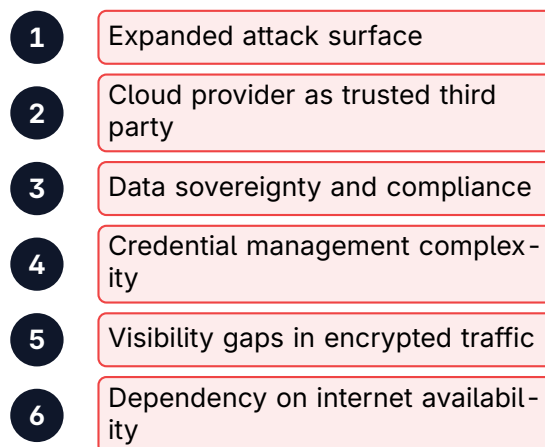 1 Expanded attack surface
2 Cloud provider as trusted third
party
3 Data sovereignty and compliance
4 Credential management complex-
ity
5 Visibility gaps in encrypted traffic
6 Dependency on internet availabil-
ity